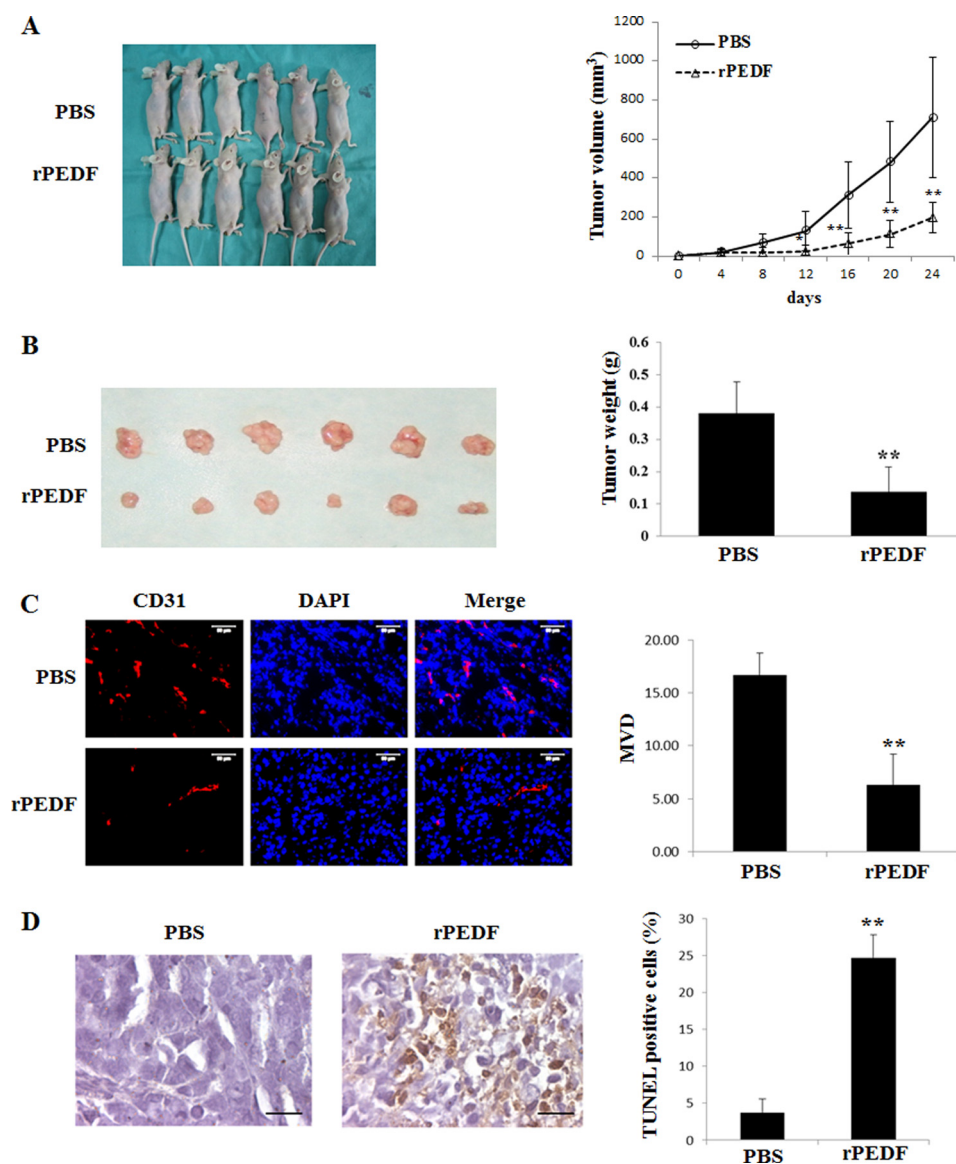 A
PBS
rPEDF
Tumor volume (mm³)
1200
1000
800
600
400
200
0
PBS
rPEDF
*
**
**
**
0 4 8 12 16 20 24
days
B
PBS
rPEDF
Tumor weight (g)
0.6
0.5
0.4
0.3
0.2
0.1
0
**
PBS rPEDF
C
CD31 DAPI Merge
PBS
rPEDF
MVD
20.00
15.00
10.00
5.00
0.00
**
PBS rPEDF
D
PBS rPEDF
TUNEL positive cells (%)
30
25
20
15
10
5
0
**
PBS rPEDF